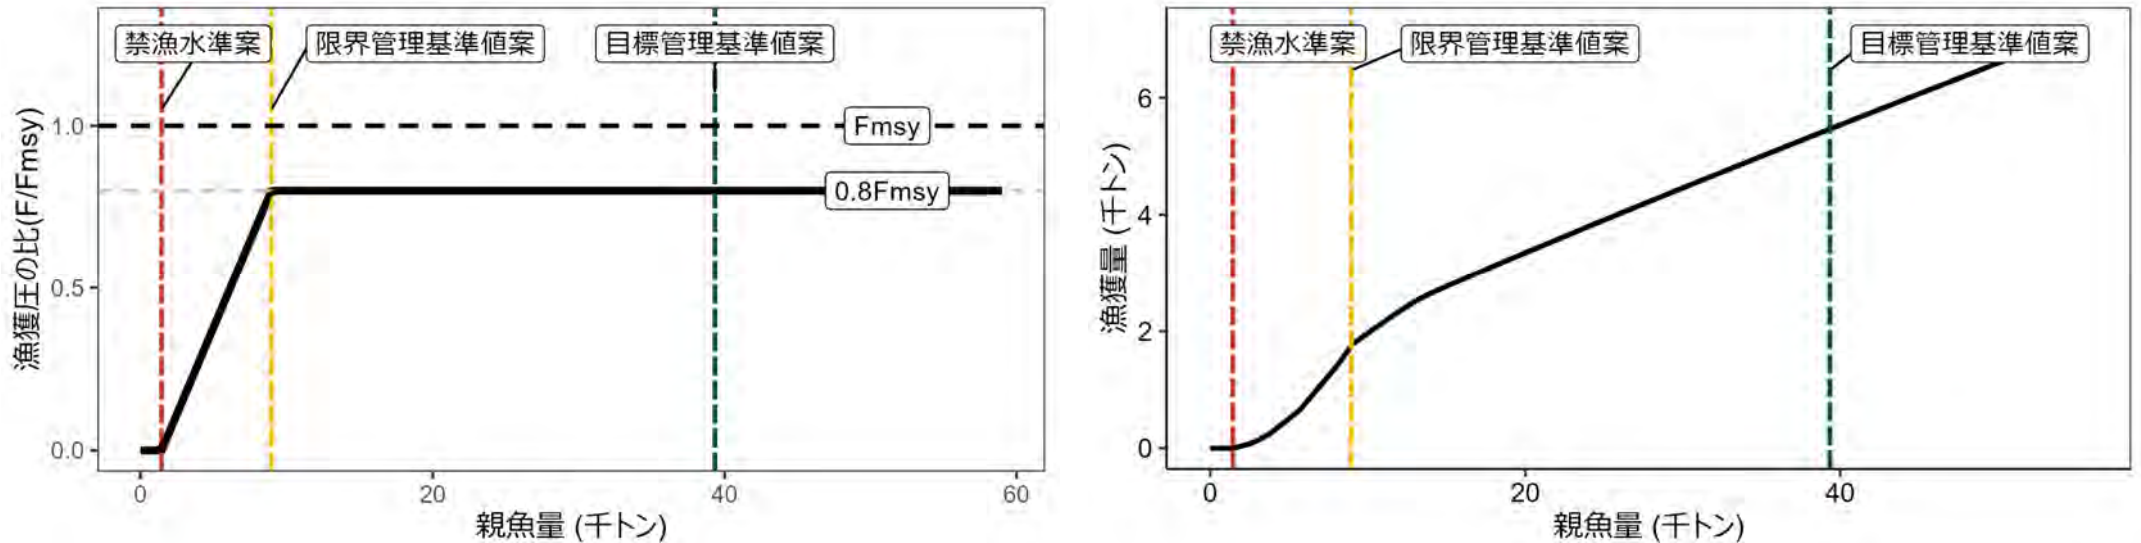 禁漁水準案
限界管理基準値案
目標管理基準値案
漁獲圧の比(F/Fmsy)
1.0
0.5
0.0
Fmsy
0.8Fmsy
0
20
40
60
親魚量 (千トン)
禁漁水準案
限界管理基準値案
目標管理基準値案
漁獲量 (千トン)
6
4
2
0
0
20
40
親魚量 (千トン)